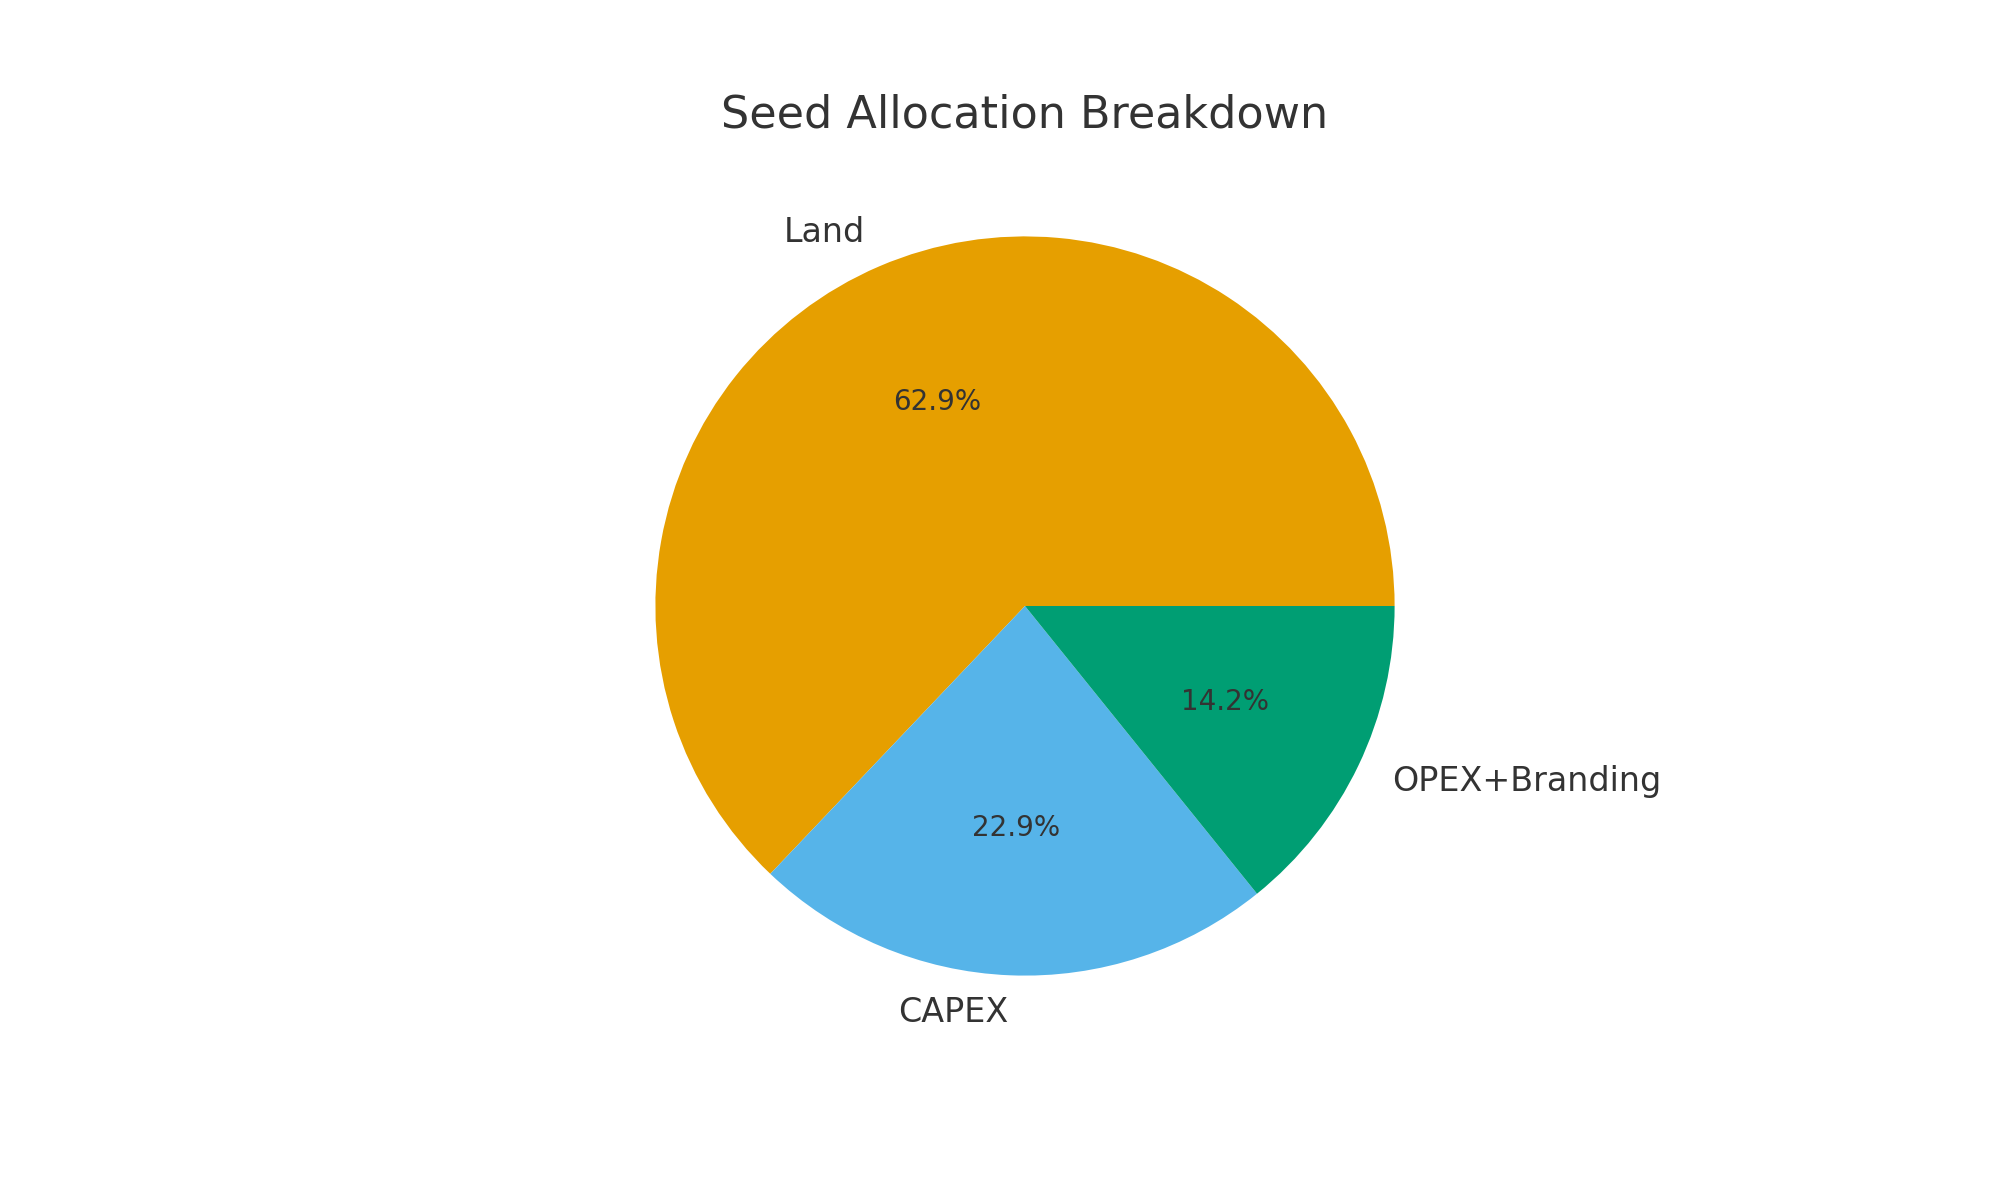 Seed Allocation Breakdown
Land
62.9%
14.2%
OPEX+Branding
22.9%
CAPEX